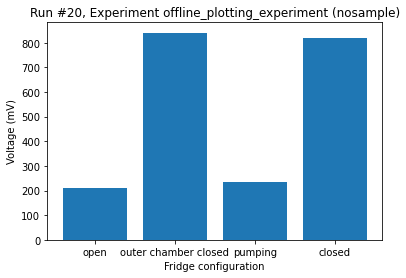 Run #20, Experiment offline_plotting_experiment (nosample)
Voltage (mV)
800
700
600
500
400
300
200
100
0
open outer chamber closed pumping closed
Fridge configuration